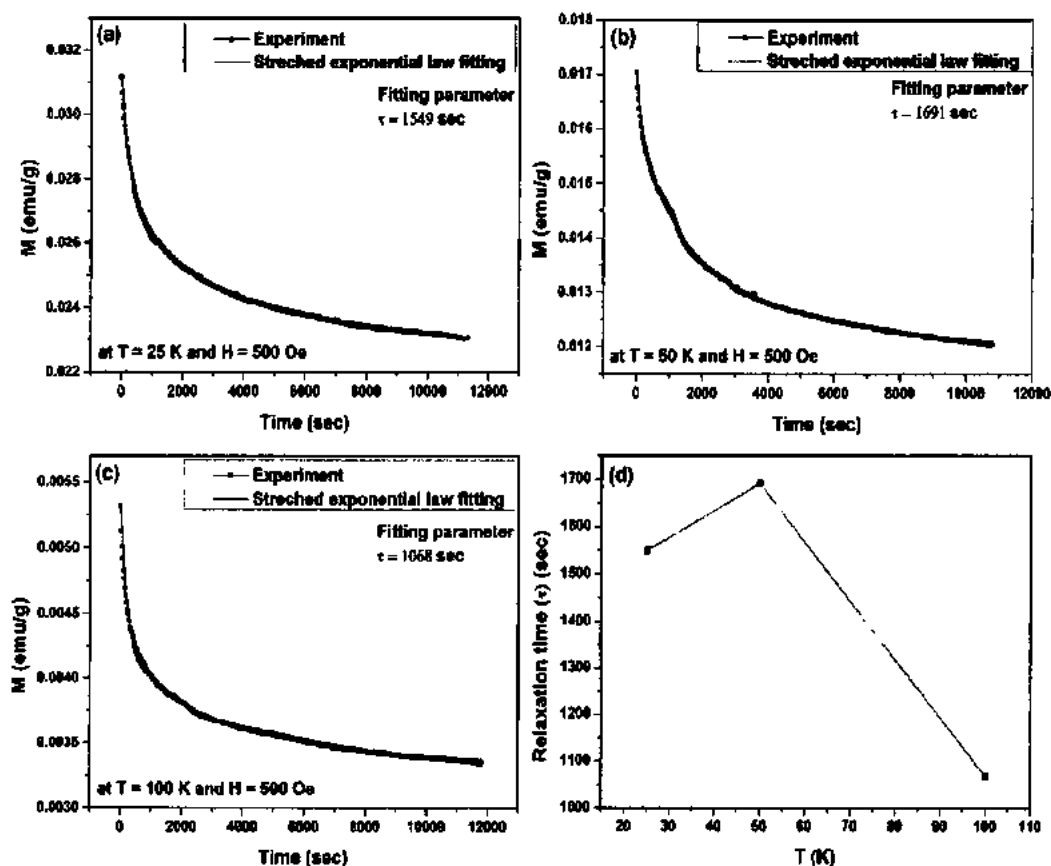 (a)
Experiment
Streched exponential law fitting
Fitting parameter
τ = 1549 sec
0.032
0.030
0.028
0.026
0.024
0.022
M (emu/g)
at T = 25 K and H = 500 Oe
0 2000 4000 6000 8000 10000 12000
Time (sec)
(b)
Experiment
Streched exponential law fitting
Fitting parameter
τ = 1691 sec
0.018
0.017
0.016
0.015
0.014
0.013
0.012
M (emu/g)
at T = 50 K and H = 500 Oe
0 2000 4000 6000 8000 10000 12000
Time (sec)
(c)
Experiment
Streched exponential law fitting
Fitting parameter
τ = 1068 sec
0.0055
0.0050
0.0045
0.0040
0.0035
0.0030
M (emu/g)
at T = 100 K and H = 500 Oe
0 2000 4000 6000 8000 10000 12000
Time (sec)
(d)
1700
1600
1500
1400
1300
1200
1100
1000
Relaxation time (τ) (sec)
20 30 40 50 60 70 80 90 100 110
T (K)